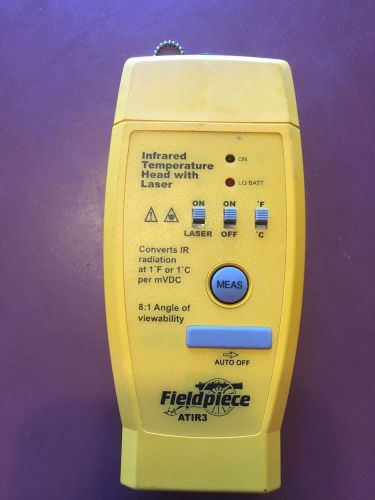 Infrared
Temperature
Head with
Laser
ON
LO BATT
ON ON °F
LASER OFF °C
Converts IR
radiation
at 1°F or 1°C
per mVDC
MEAS
8:1 Angle of
viewability
AUTO OFF
Fieldpiece
ATIR3